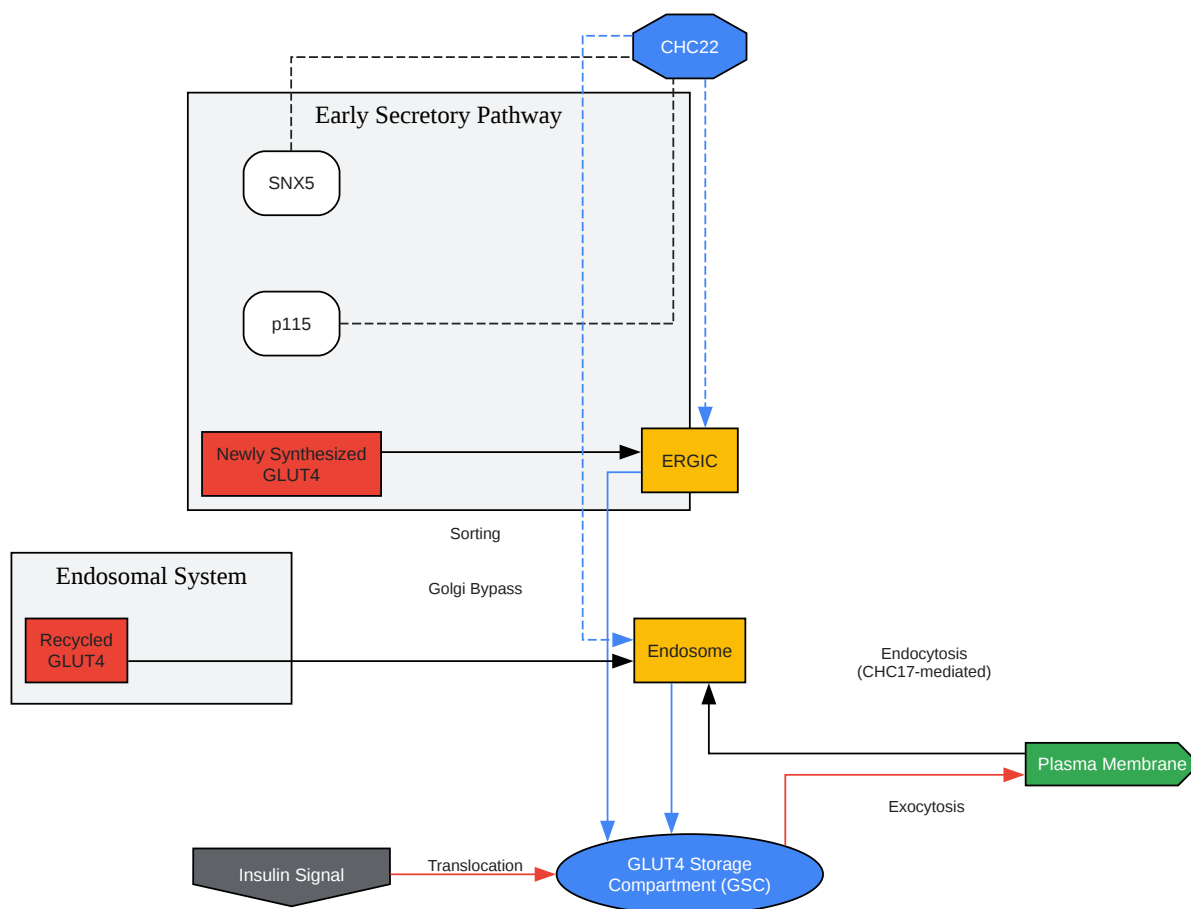 CHC22
Early Secretory Pathway
SNX5
p115
Newly Synthesized
GLUT4
ERGIC
Sorting
Golgi Bypass
Endosomal System
Recycled
GLUT4
Endosome
Endocytosis
(CHC17-mediated)
Plasma Membrane
Exocytosis
Insulin Signal
Translocation
GLUT4 Storage
Compartment (GSC)